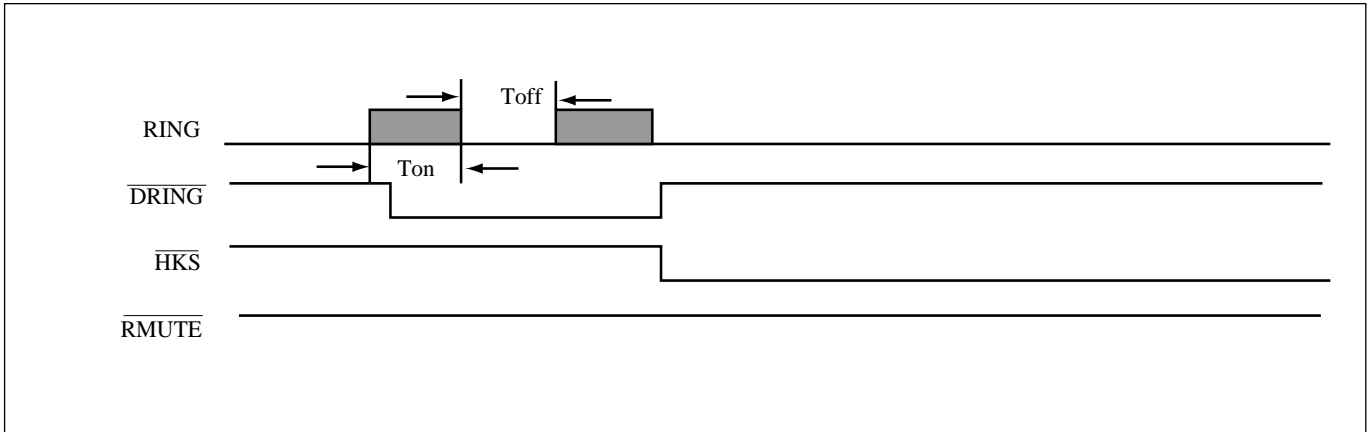 Toff
RING
Ton
DRING
HKS
RMUTE